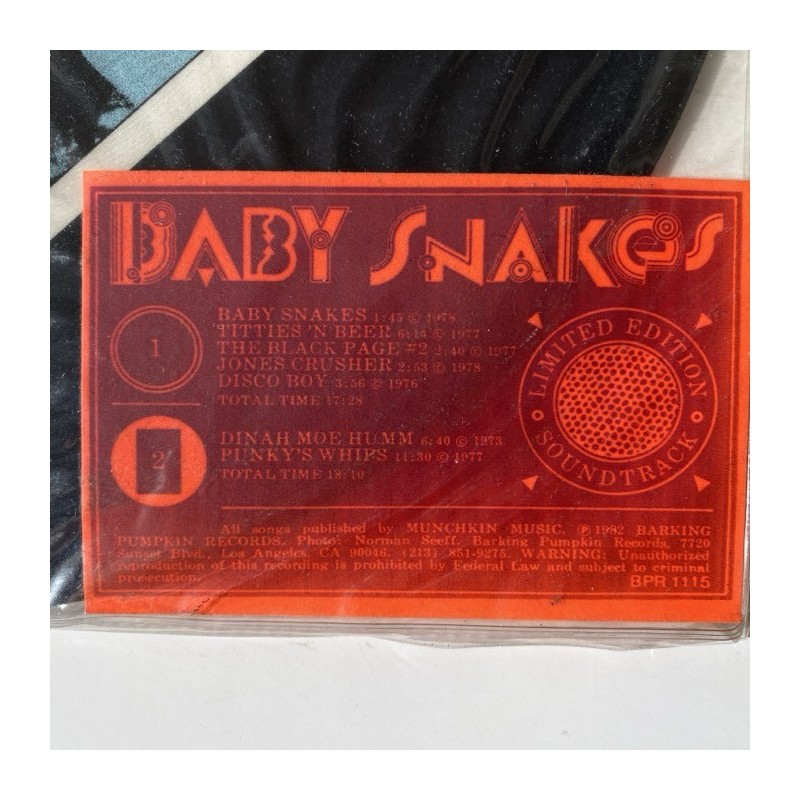 BABY SNAKES
1
BABY SNAKES 1:45 © 1978
TITTIES 'N BEER 6:14 © 1977
THE BLACK PAGE #2 2:40 © 1977
JONES CRUSHER 2:53 © 1978
DISCO BOY 3:56 © 1976
TOTAL TIME 17:28
2
DINAH MOE HUMM 6:40 © 1973
PUNKY'S WHIPS 11:30 © 1977
TOTAL TIME 18:10
LIMITED EDITION
SOUNDTRACK
All songs published by MUNCHKIN MUSIC. ℗ 1982 BARKING
PUMPKIN RECORDS. Photo: Norman Seeff. Barking Pumpkin Records, 7720
Sunset Blvd., Los Angeles, CA 90046. (213) 851-9275. WARNING: Unauthorized
reproduction of this recording is prohibited by Federal Law and subject to criminal
prosecution.
BPR 1115